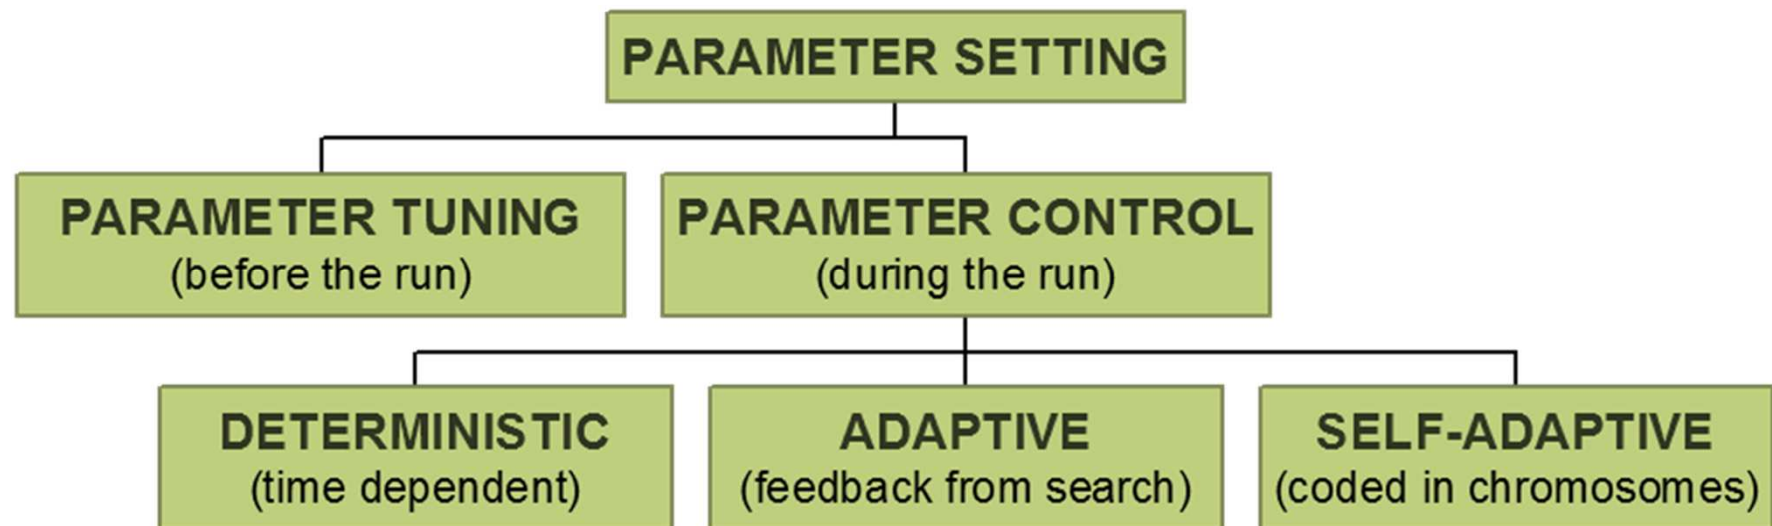 PARAMETER SETTING
PARAMETER TUNING
(before the run)
PARAMETER CONTROL
(during the run)
DETERMINISTIC
(time dependent)
ADAPTIVE
(feedback from search)
SELF-ADAPTIVE
(coded in chromosomes)